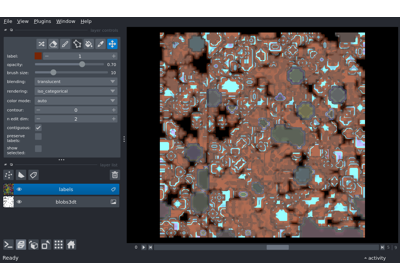 File View Plugins Window Help
label: 1
opacity: 0.70
brush size: 10
blending: translucent
rendering: iso_categorical
color mode: auto
contour: 0
n edit dim: 2
contiguous:
preserve labels:
show selected:
labels
blobs3dt
Ready
activity